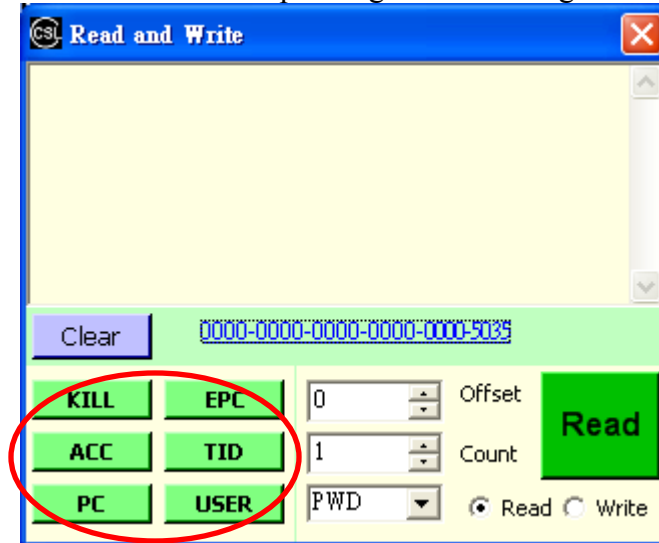 CSL Read and Write
Clear 0000-0000-0000-0000-0000-5035
KILL EPC 0 Offset Read
ACC TID 1 Count
PC USER PWD Read Write